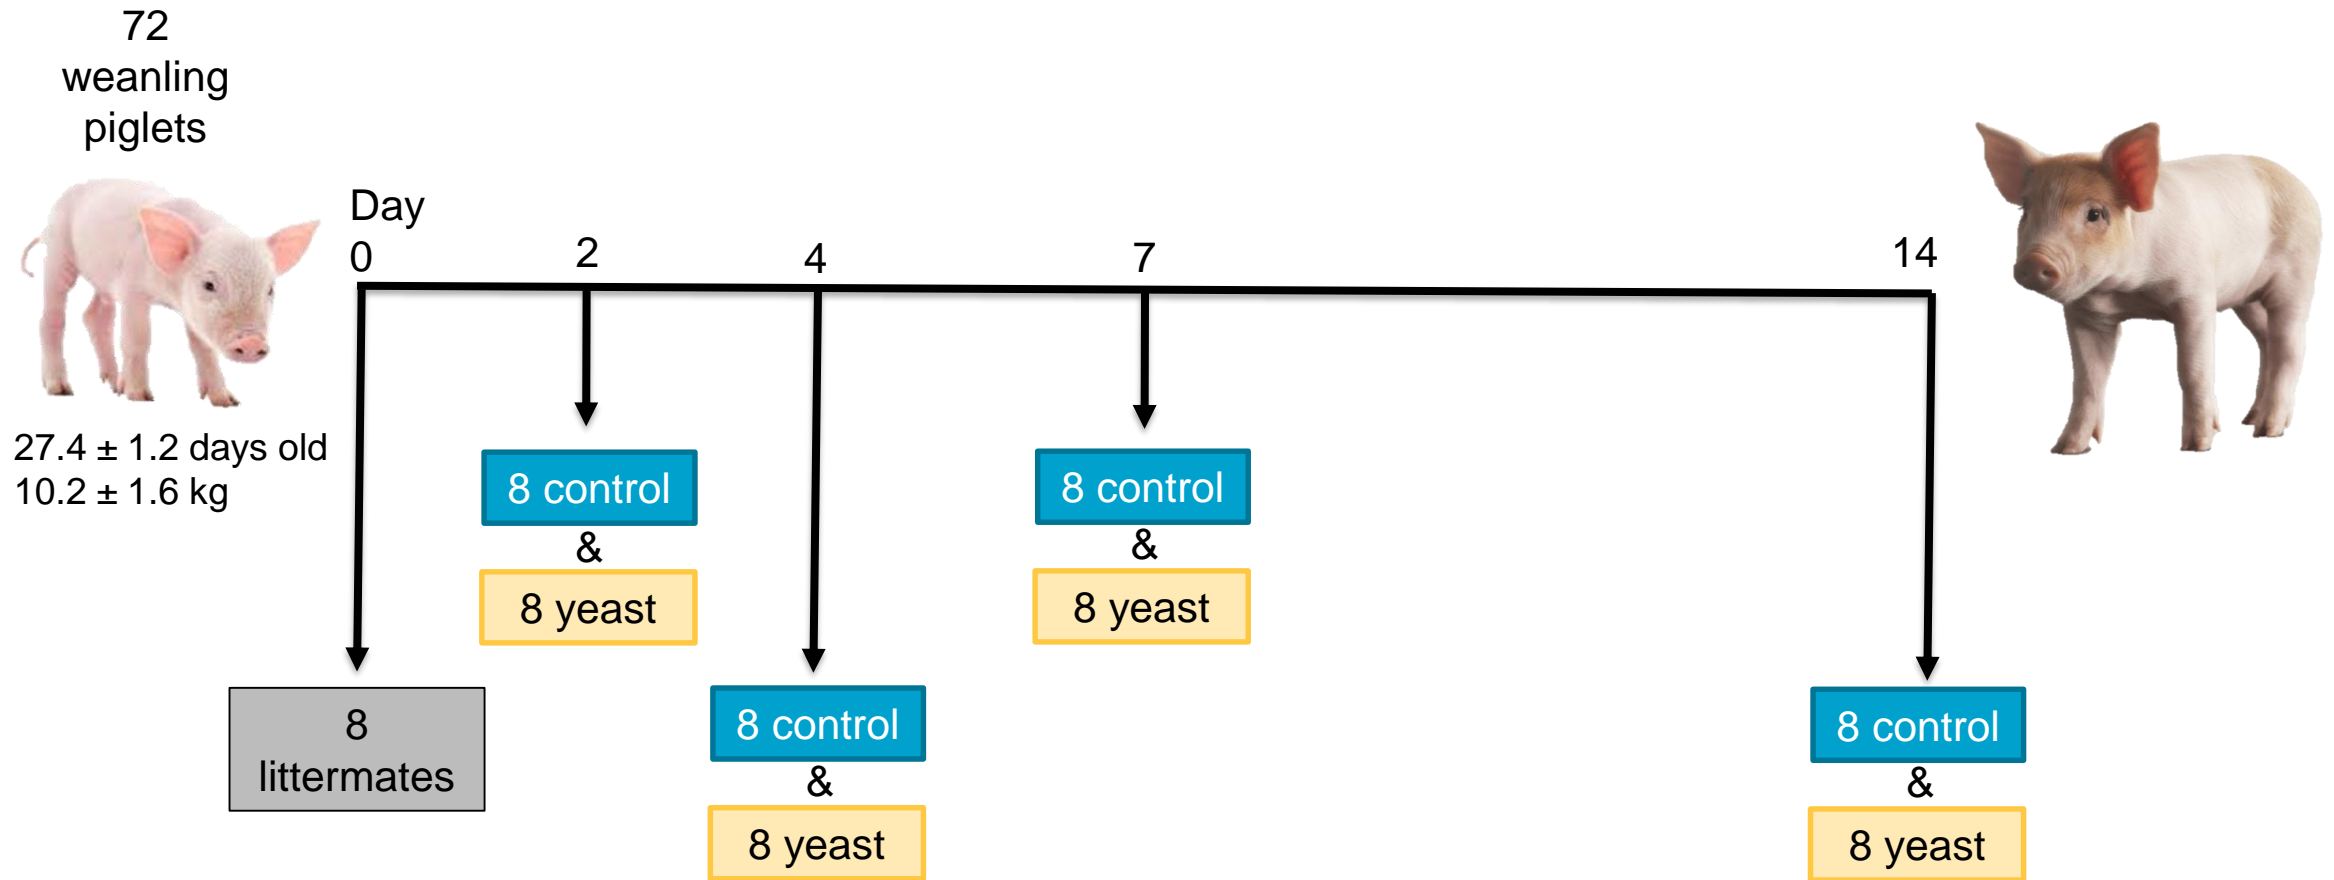 72
weanling
piglets
27.4 ± 1.2 days old
10.2 ± 1.6 kg
Day
0
2
4
7
14
8
littermates
8 control
&
8 yeast
8 control
&
8 yeast
8 control
&
8 yeast
8 control
&
8 yeast